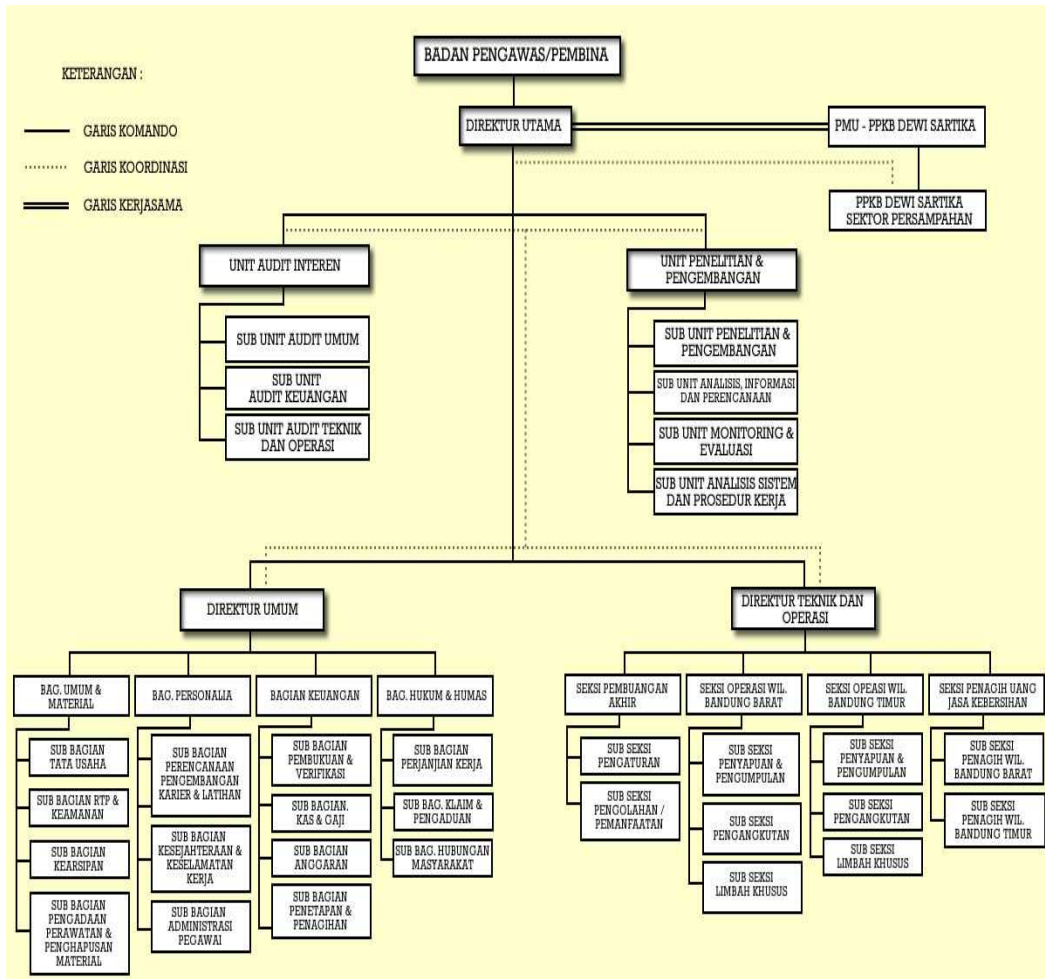 BADAN PENGAWAS/PEMBINA
KETERANGAN :
GARIS KOMANDO
GARIS KOORDINASI
GARIS KERJASAMA
DIREKTUR UTAMA
PMU - PPKB DEWI SARTIKA
PPKB DEWI SARTIKA
SEKTOR PERSAMPAHAN
UNIT AUDIT INTEREN
SUB UNIT AUDIT UMUM
SUB UNIT
AUDIT KEUANGAN
SUB UNIT AUDIT TEKNIK
DAN OPERASI
UNIT PENELITIAN &
PENGEMBANGAN
SUB UNIT PENELITIAN &
PENGEMBANGAN
SUB UNIT ANALISIS, INFORMASI
DAN PERENCANAAN
SUB UNIT MONITORING &
EVALUASI
SUB UNIT ANALISIS SISTEM
DAN PROSEDUR KERJA
DIREKTUR UMUM
BAG. UMUM &
MATERIAL
SUB BAGIAN
TATA USAHA
SUB BAGIAN RTP &
KEAMANAN
SUB BAGIAN
KEARSIPAN
SUB BAGIAN
PENGADAAN
PERAWATAN &
PENGHAPUSAN
MATERIAL
BAG. PERSONALIA
SUB BAGIAN
PERENCANAAN
PENGEMBANGAN
KARIER & LATIHAN
SUB BAGIAN
KESEJAHTERAAN &
KESELAMATAN
KERJA
SUB BAGIAN
ADMINISTRASI
PEGAWAI
BAGIAN KEUANGAN
SUB BAGIAN
PEMBUKUAN &
VERIFIKASI
SUB BAGIAN.
KAS & GAJI
SUB BAGIAN
ANGGARAN
SUB BAGIAN
PENETAPAN &
PENAGIHAN
BAG. HUKUM & HUMAS
SUB BAGIAN
PERJANJIAN KERJA
SUB BAG. KLAIM &
PENGADUAN
SUB BAG. HUBUNGAN
MASYARAKAT
DIREKTUR TEKNIK DAN
OPERASI
SEKSI PEMBUANGAN
AKHIR
SUB SEKSI
PENGATURAN
SUB SEKSI
PENGOLAHAN /
PEMANFAATAN
SEKSI OPERASI WIL.
BANDUNG BARAT
SUB SEKSI
PENYAPUAN &
PENGUMPULAN
SUB SEKSI
PENGANGKUTAN
SUB SEKSI
LIMBAH KHUSUS
SEKSI OPEASI WIL.
BANDUNG TIMUR
SUB SEKSI
PENYAPUAN &
PENGUMPULAN
SUB SEKSI
PENGANGKUTAN
SUB SEKSI
LIMBAH KHUSUS
SEKSI PENAGIH UANG
JASA KEBERSIHAN
SUB SEKSI
PENAGIH WIL.
BANDUNG BARAT
SUB SEKSI
PENAGIH WIL.
BANDUNG TIMUR